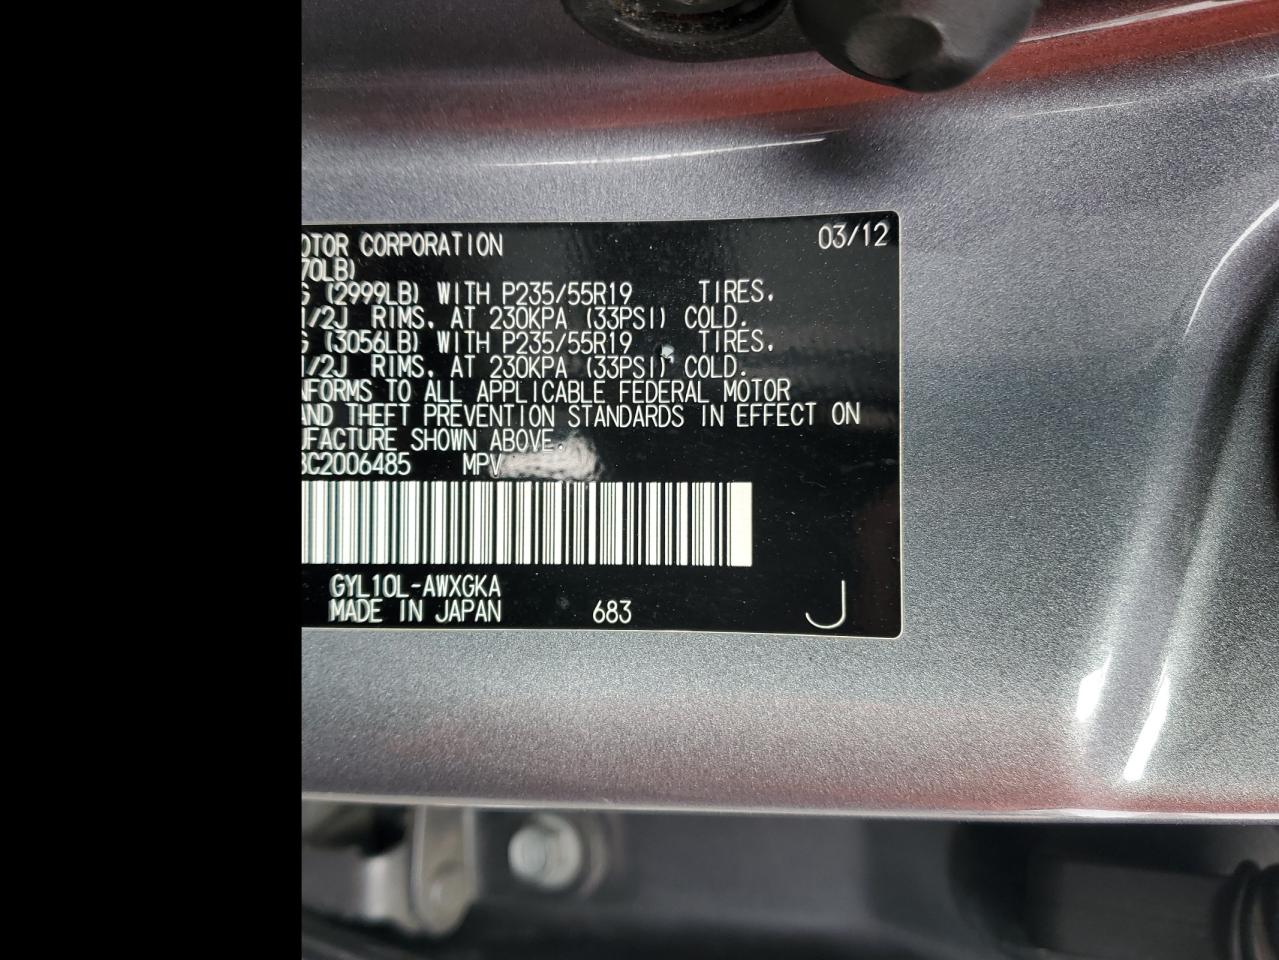 OTOR CORPORATION 03/12
70LB)
G (2999LB) WITH P235/55R19 TIRES,
1/2J RIMS, AT 230KPA (33PSI) COLD.
G (3056LB) WITH P235/55R19 TIRES,
1/2J RIMS, AT 230KPA (33PSI) COLD.
NFORMS TO ALL APPLICABLE FEDERAL MOTOR
AND THEFT PREVENTION STANDARDS IN EFFECT ON
UFACTURE SHOWN ABOVE.
C2006485 MPV
GYL10L-AWXGKA
MADE IN JAPAN 683 J